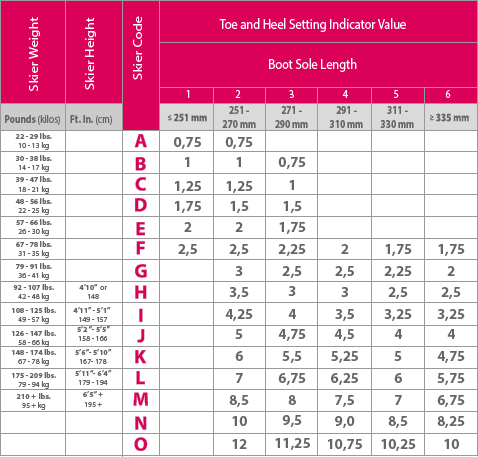 Skier Weight
Skier Height
Skier Code
Toe and Heel Setting Indicator Value
Boot Sole Length
1 2 3 4 5 6
Pounds (kilos) Ft. In. (cm) ≤ 251 mm 251 - 270 mm 271 - 290 mm 291 - 310 mm 311 - 330 mm ≥ 335 mm
22 - 29 lbs.
10 - 13 kg A 0,75 0,75
30 - 38 lbs.
14 - 17 kg B 1 1 0,75
39 - 47 lbs.
18 - 21 kg C 1,25 1,25 1
48 - 56 lbs.
22 - 25 kg D 1,75 1,5 1,5
57 - 66 lbs.
26 - 30 kg E 2 2 1,75
67 - 78 lbs.
31 - 35 kg F 2,5 2,5 2,25 2 1,75 1,75
79 - 91 lbs.
36 - 41 kg G 3 2,5 2,5 2,25 2
92 - 107 lbs. 4'10" or
42 - 48 kg 148 H 3,5 3 3 2,5 2,5
108 - 125 lbs. 4'11" - 5'1"
49 - 57 kg 149 - 157 I 4,25 4 3,5 3,25 3,25
126 - 147 lbs. 5'2"- 5'5"
58 - 66 kg 158 - 166 J 5 4,75 4,5 4 4
148 - 174 lbs. 5'6"- 5'10"
67 - 78 kg 167- 178 K 6 5,5 5,25 5 4,75
175 - 209 lbs. 5'11"- 6'4"
79 - 94 kg 179 - 194 L 7 6,75 6,25 6 5,75
210 + lbs. 6'5" +
95 + kg 195 + M 8,5 8 7,5 7 6,75
N 10 9,5 9,0 8,5 8,25
O 12 11,25 10,75 10,25 10